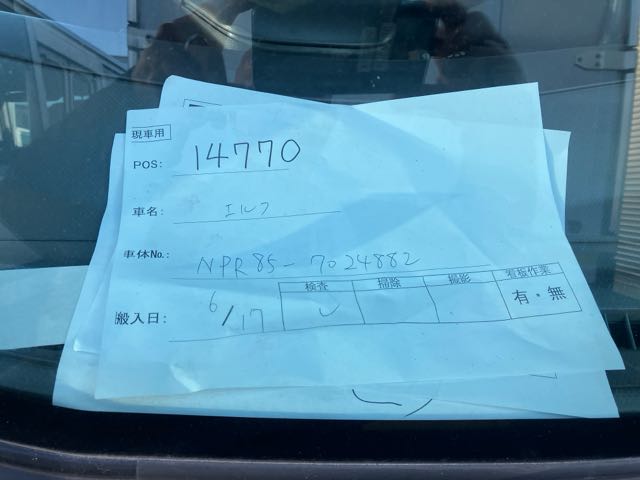 現車用
POS: 14770
車名 エルフ
車体No.: NPR85-7024882
検査 掃除 撮影 看板作業
搬入日: 6/17 レ 有・無